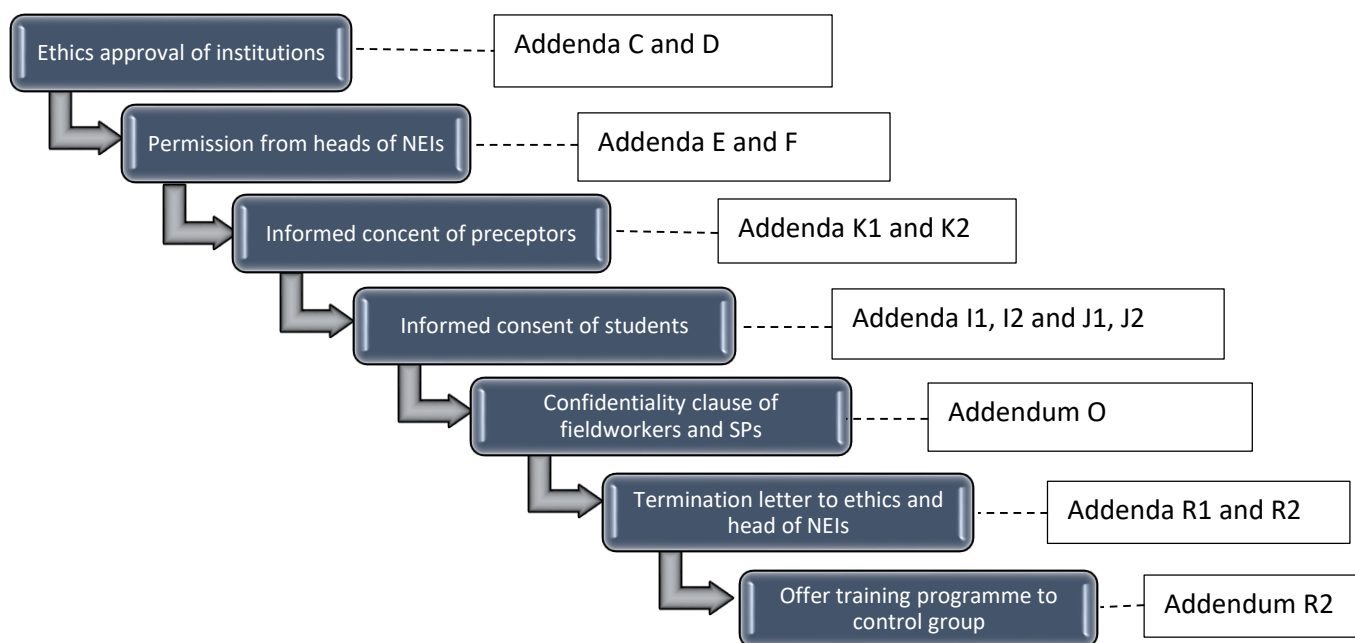 Ethics approval of institutions
Addenda C and D
Permission from heads of NEIs
Addenda E and F
Informed concent of preceptors
Addenda K1 and K2
Informed consent of students
Addenda I1, I2 and J1, J2
Confidentiality clause of
fieldworkers and SPs
Addendum O
Termination letter to ethics and
head of NEIs
Addenda R1 and R2
Offer training programme to
control group
Addendum R2